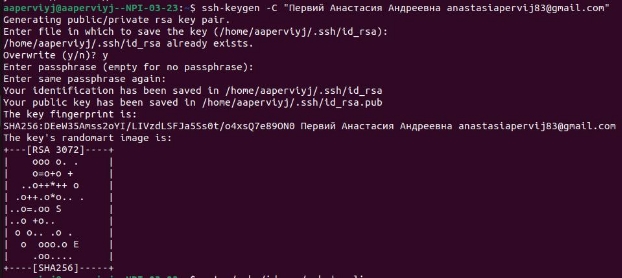 aaperviyj@aaperviyj--NPI-03-23:~$ ssh-keygen -C "Первий Анастасия Андреевна anastasiapervij83@gmail.com"
Generating public/private rsa key pair.
Enter file in which to save the key (/home/aaperviyj/.ssh/id_rsa):
/home/aaperviyj/.ssh/id_rsa already exists.
Overwrite (y/n)? y
Enter passphrase (empty for no passphrase):
Enter same passphrase again:
Your identification has been saved in /home/aaperviyj/.ssh/id_rsa
Your public key has been saved in /home/aaperviyj/.ssh/id_rsa.pub
The key fingerprint is:
SHA256:DEeW35Amss2oYI/LIVzdLSFJa5Ss0t/o4xsQ7e89ON0 Первий Анастасия Андреевна anastasiapervij83@gmail.com
The key's randomart image is:
+---[RSA 3072]----+
|    ooo o. .     |
|    o=o+o +      |
|  ..o++*++ o     |
| .o++.o*o.. .    |
|..o=.oo S        |
|..o +o..         |
| o o.. .o .      |
|  o  ooo.o E     |
|    .oo....      |
+----[SHA256]-----+